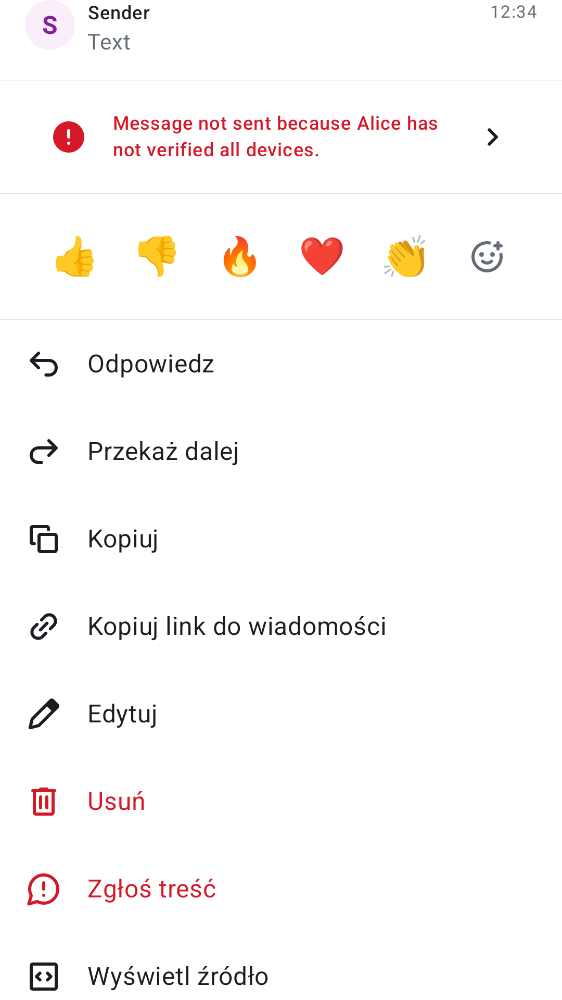 S
Sender
12:34
Text
Message not sent because Alice has
not verified all devices.
Odpowiedz
Przekaż dalej
Kopiuj
Kopiuj link do wiadomości
Edytuj
Usuń
Zgłoś treść
Wyświetl źródło